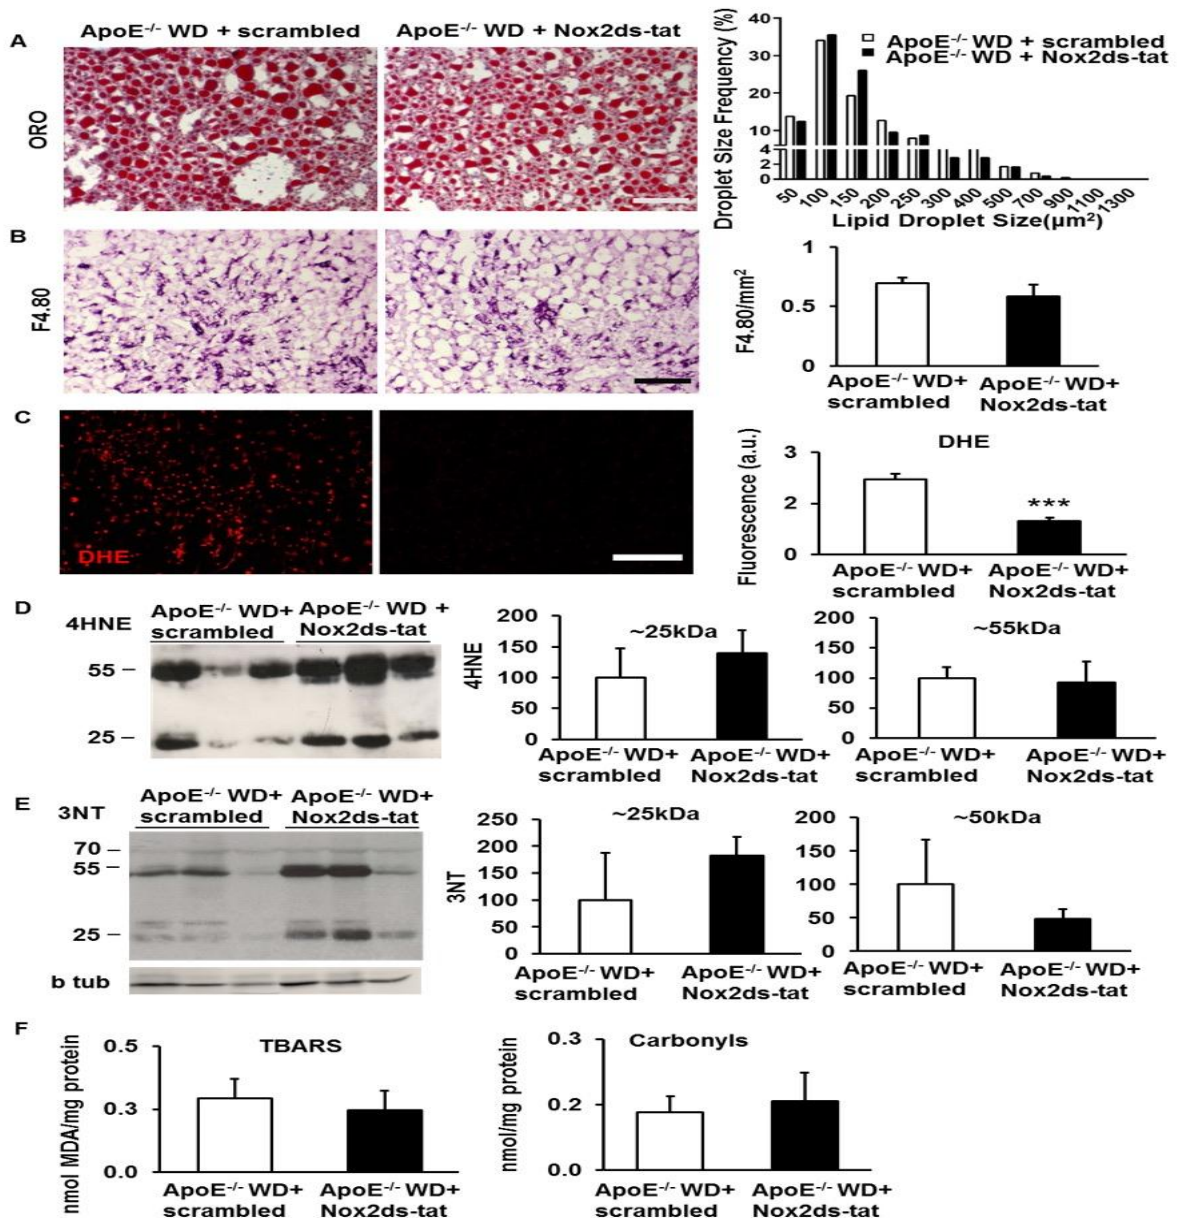 ApoE⁻/⁻ WD + scrambled
ApoE⁻/⁻ WD + Nox2ds-tat
A
ORO
Droplet Size Frequency (%)
40
30
20
10
4
2
0
ApoE⁻/⁻ WD + scrambled
ApoE⁻/⁻ WD + Nox2ds-tat
50
100
150
200
250
300
400
500
700
900
1100
1300
Lipid Droplet Size(µm²)
B
F4.80
F4.80/mm²
1
0.5
0
ApoE⁻/⁻ WD+
scrambled
ApoE⁻/⁻ WD+
Nox2ds-tat
C
DHE
Fluorescence (a.u.)
DHE
3
2
0
***
ApoE⁻/⁻ WD+
scrambled
ApoE⁻/⁻ WD+
Nox2ds-tat
D
4HNE
ApoE⁻/⁻ WD+
scrambled
ApoE⁻/⁻ WD +
Nox2ds-tat
55 –
25 –
4HNE
~25kDa
200
150
100
50
0
ApoE⁻/⁻ WD+
scrambled
ApoE⁻/⁻ WD+
Nox2ds-tat
~55kDa
200
150
100
50
0
ApoE⁻/⁻ WD+
scrambled
ApoE⁻/⁻ WD+
Nox2ds-tat
E
3NT
ApoE⁻/⁻ WD+
scrambled
ApoE⁻/⁻ WD+
Nox2ds-tat
70 –
55 –
25 –
b tub
3NT
~25kDa
250
200
150
100
50
0
ApoE⁻/⁻ WD+
scrambled
ApoE⁻/⁻ WD+
Nox2ds-tat
~50kDa
200
150
100
50
0
ApoE⁻/⁻ WD+
scrambled
ApoE⁻/⁻ WD+
Nox2ds-tat
F
nmol MDA/mg protein
TBARS
0.5
0.3
0.0
ApoE⁻/⁻ WD+
scrambled
ApoE⁻/⁻ WD+
Nox2ds-tat
nmol/mg protein
Carbonyls
0.3
0.2
0.0
ApoE⁻/⁻ WD+
scrambled
ApoE⁻/⁻ WD+
Nox2ds-tat